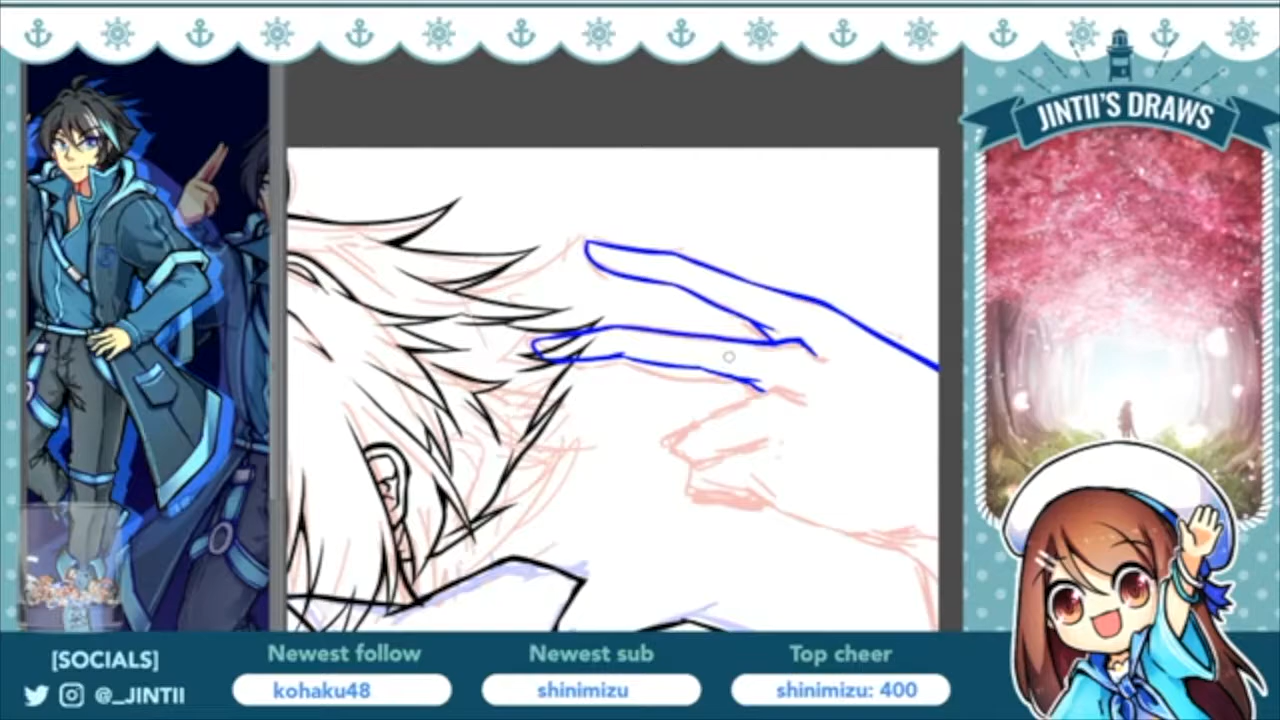 JINTII'S DRAWS
[SOCIALS]
@_JINTII
Newest follow
kohaku48
Newest sub
shinimizu
Top cheer
shinimizu: 400